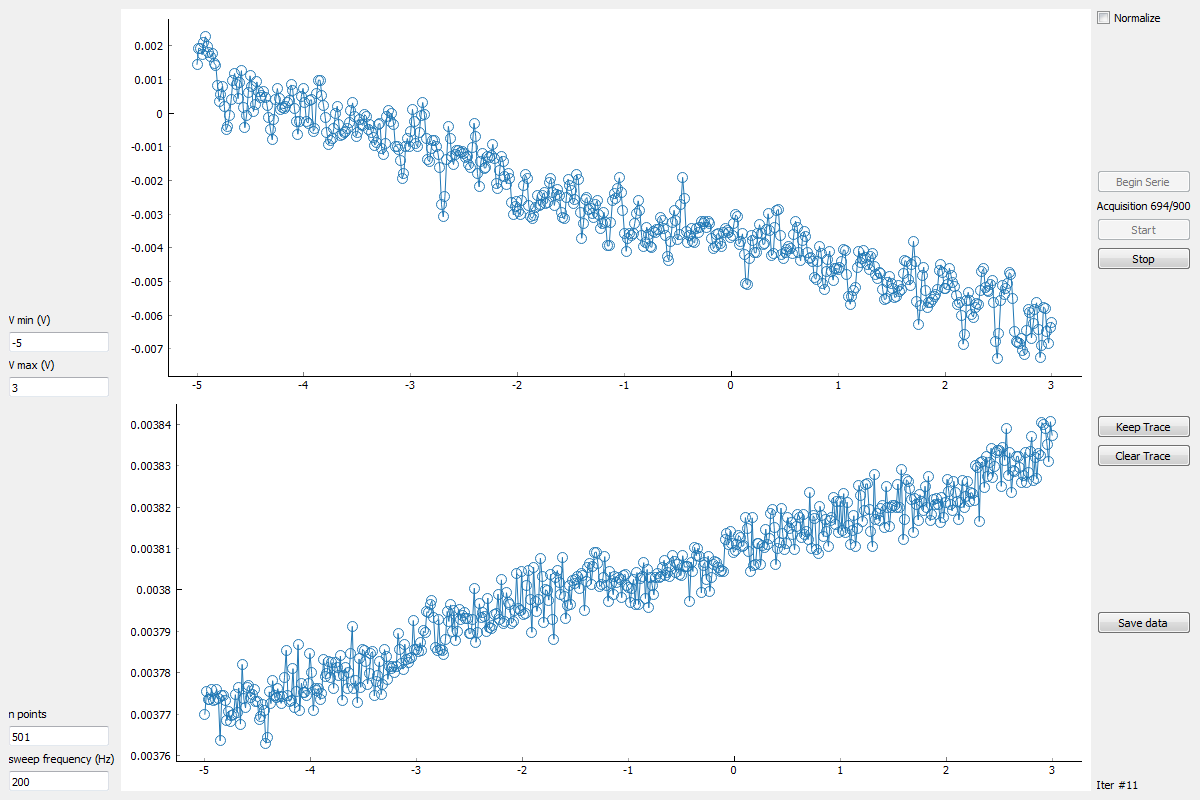 Normalize
0.002
0.001
0
-0.001
-0.002
-0.003
-0.004
-0.005
-0.006
-0.007
-5 -4 -3 -2 -1 0 1 2 3
Begin Serie
Acquisition 694/900
Start
Stop
V min (V)
-5
V max (V)
3
0.00384
0.00383
0.00382
0.00381
0.0038
0.00379
0.00378
0.00377
0.00376
-5 -4 -3 -2 -1 0 1 2 3
Keep Trace
Clear Trace
Save data
n points
501
sweep frequency (Hz)
200
Iter #11